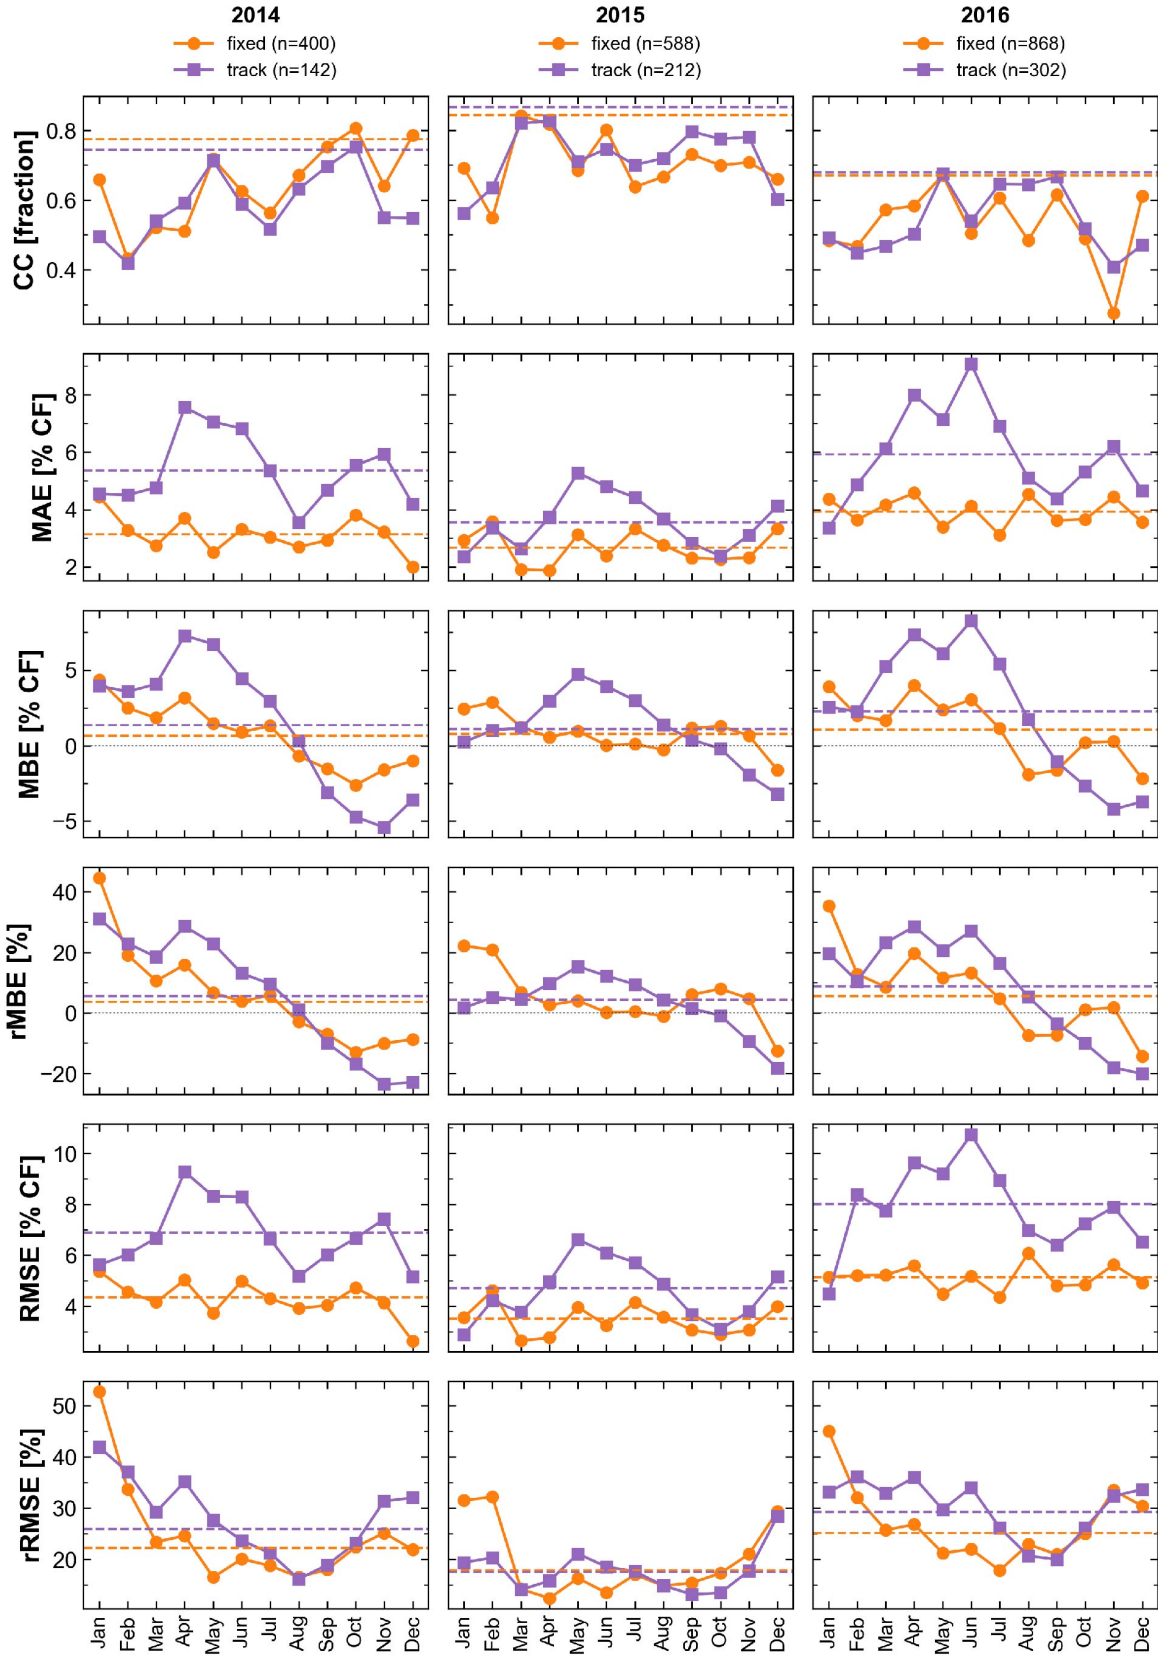 2014
fixed (n=400)
track (n=142)
2015
fixed (n=588)
track (n=212)
2016
fixed (n=868)
track (n=302)
CC [fraction]
0.8
0.6
0.4
MAE [% CF]
8
6
4
2
MBE [% CF]
5
0
−5
rMBE [%]
40
20
0
−20
RMSE [% CF]
10
8
6
4
rRMSE [%]
50
40
30
20
Jan Feb Mar Apr May Jun Jul Aug Sep Oct Nov Dec
Jan Feb Mar Apr May Jun Jul Aug Sep Oct Nov Dec
Jan Feb Mar Apr May Jun Jul Aug Sep Oct Nov Dec